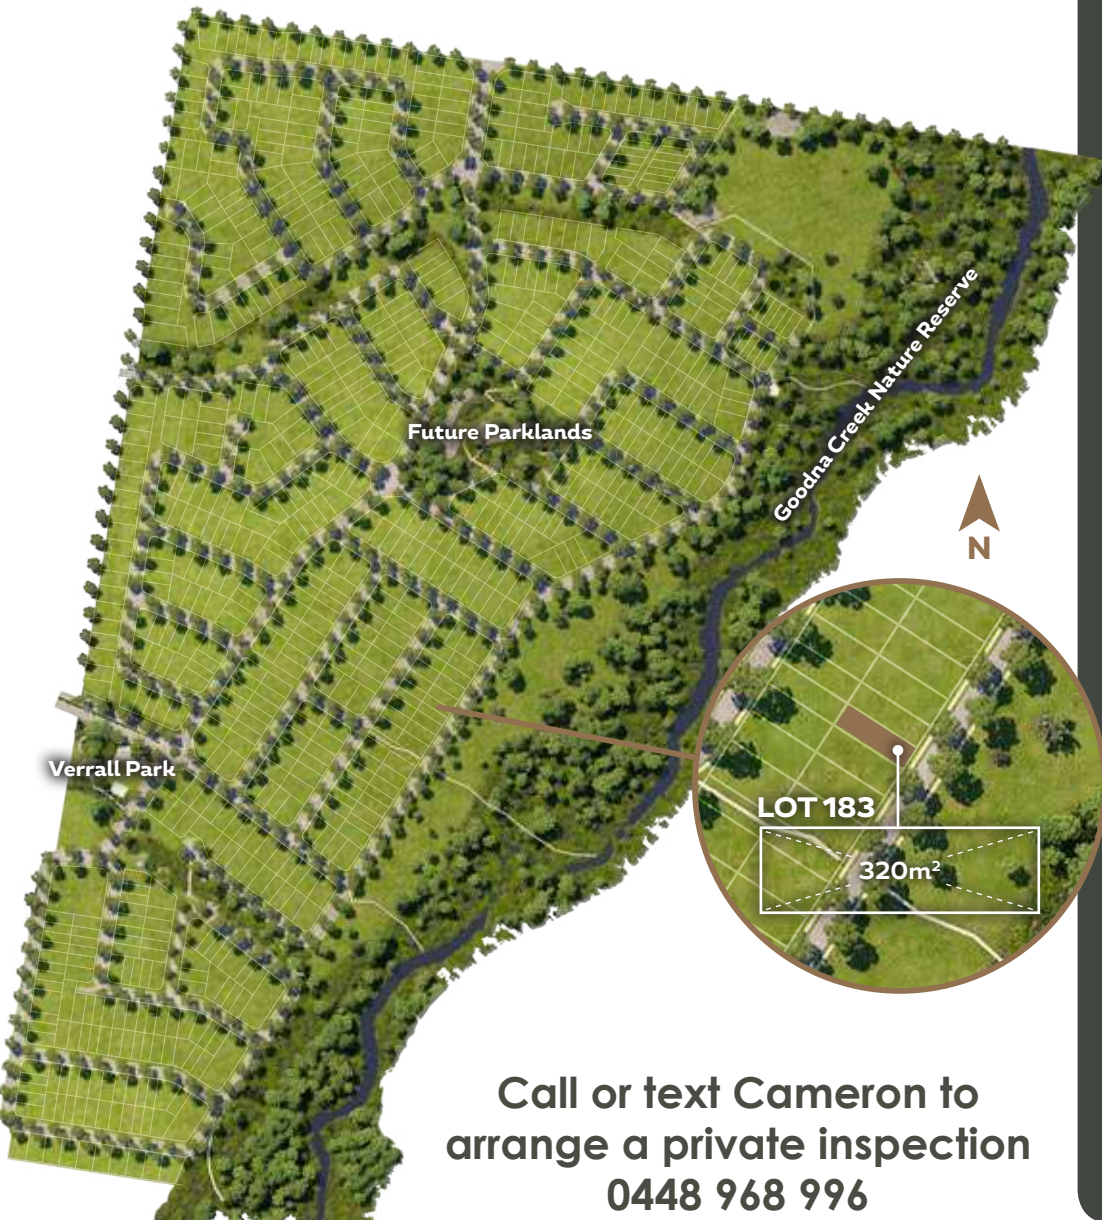 Future Parklands
Goodna Creek Nature Reserve
N
Verrall Park
LOT 183
320m²
Call or text Cameron to
arrange a private inspection
0448 968 996